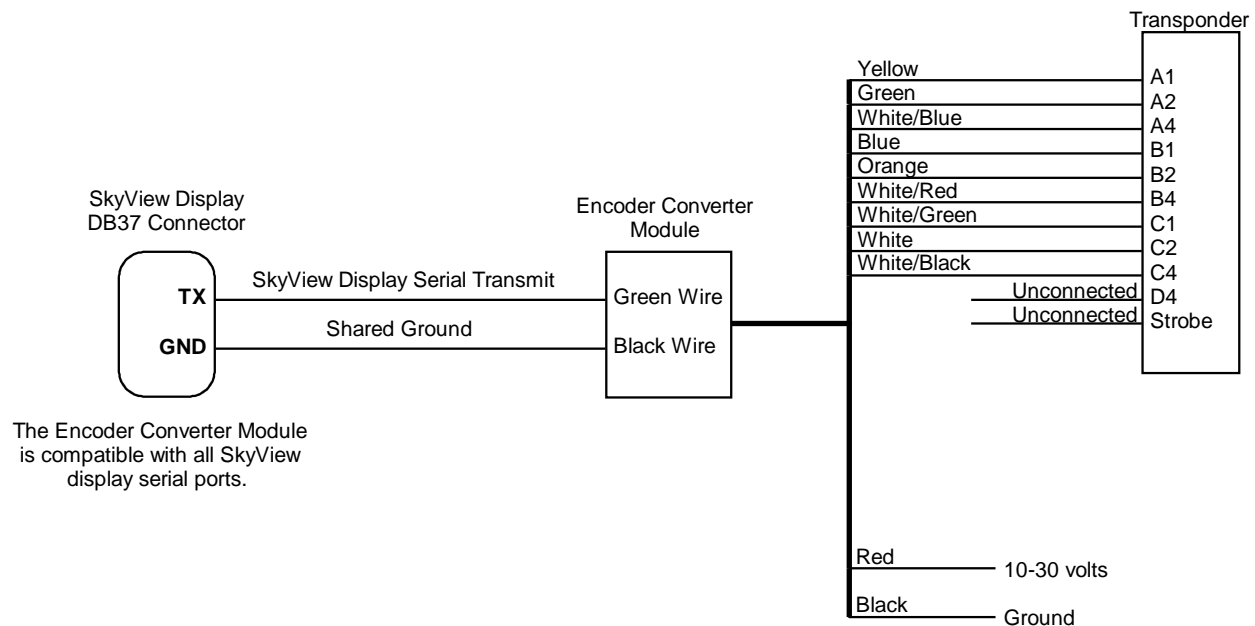 SkyView Display
DB37 Connector
TX
GND
The Encoder Converter Module
is compatible with all SkyView
display serial ports.
SkyView Display Serial Transmit
Shared Ground
Encoder Converter
Module
Green Wire
Black Wire
Transponder
Yellow A1
Green A2
White/Blue A4
Blue B1
Orange B2
White/Red B4
White/Green C1
White C2
White/Black C4
Unconnected D4
Unconnected Strobe
Red 10-30 volts
Black Ground